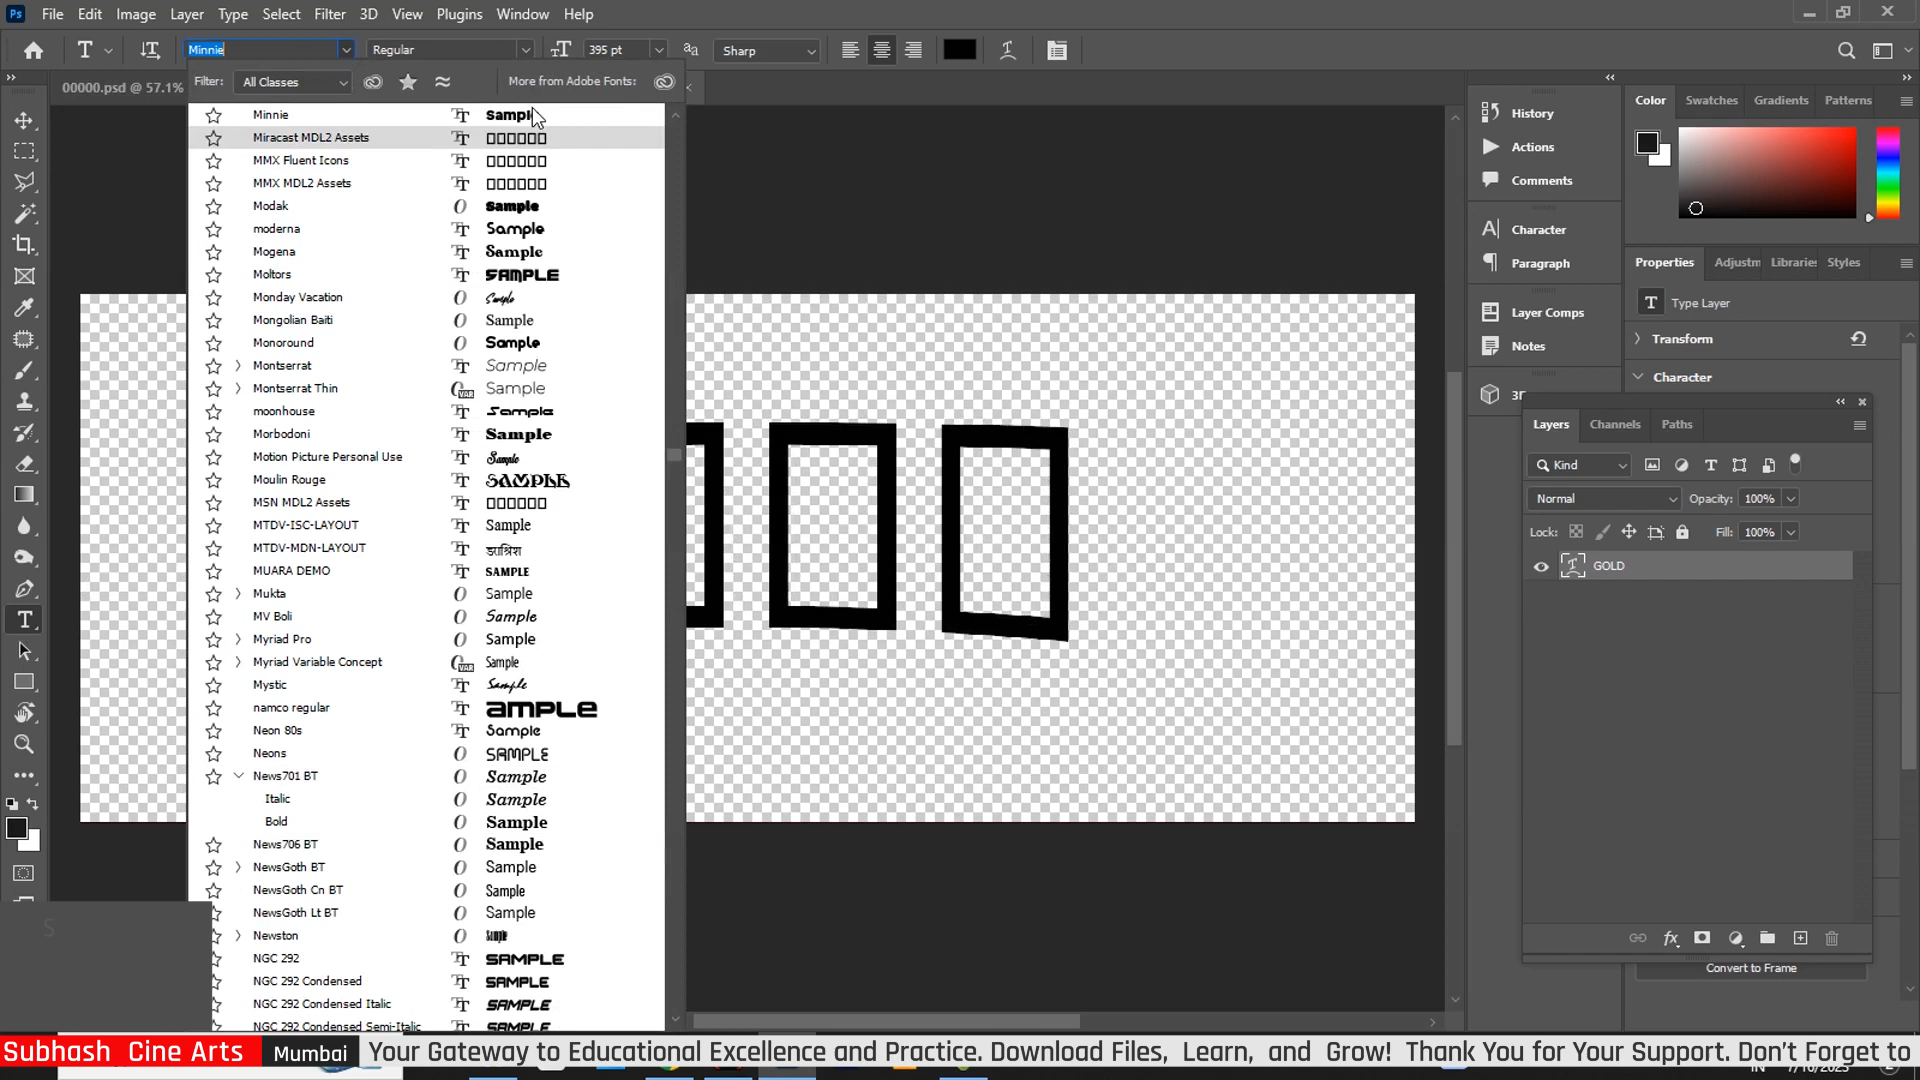 Ps File Edit Image Layer Type Select Filter 3D View Plugins Window Help
T Minnie Regular 395 pt aa Sharp
00000.psd @ 57.1%
Filter: All Classes More from Adobe Fonts:
Minnie Sample
Miracast MDL2 Assets
MMX Fluent Icons
MMX MDL2 Assets
Modak Sample
moderna Sample
Mogena Sample
Moltors SAMPLE
Monday Vacation Sample
Mongolian Baiti Sample
Monoround Sample
Montserrat Sample
Montserrat Thin Sample
moonhouse Sample
Morbodoni Sample
Motion Picture Personal Use Sample
Moulin Rouge SAMPLE
MSN MDL2 Assets
MTDV-ISC-LAYOUT Sample
MTDV-MDN-LAYOUT
MUARA DEMO SAMPLE
Mukta Sample
MV Boli Sample
Myriad Pro Sample
Myriad Variable Concept Sample
Mystic Sample
namco regular AMPLE
Neon 80s Sample
Neons SAMPLE
News701 BT Sample
Italic Sample
Bold Sample
News706 BT Sample
NewsGoth BT Sample
NewsGoth Cn BT Sample
NewsGoth Lt BT Sample
Newston Sample
NGC 292 SAMPLE
NGC 292 Condensed SAMPLE
NGC 292 Condensed Italic SAMPLE
NGC 292 Condensed Semi-Italic SAMPLE
S
History
Actions
Comments
Character
Paragraph
Layer Comps
Notes
Color Swatches Gradients Patterns
Properties Adjustm Libraries Styles
T Type Layer
Transform
Character
Layers Channels Paths
Kind
Normal Opacity: 100%
Lock: Fill: 100%
GOLD
fx
Convert to Frame
Subhash Cine Arts Mumbai Your Gateway to Educational Excellence and Practice. Download Files, Learn, and Grow! Thank You for Your Support. Don't Forget to